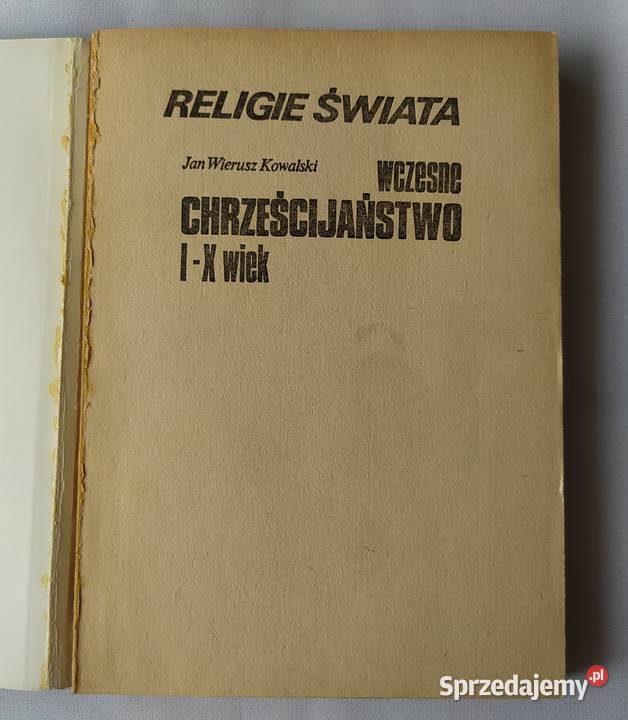 RELIGIE ŚWIATA
Jan Wierusz Kowalski
wczesne
CHRZEŚCIJAŃSTWO
I-X wiek
Sprzedajemy.pl